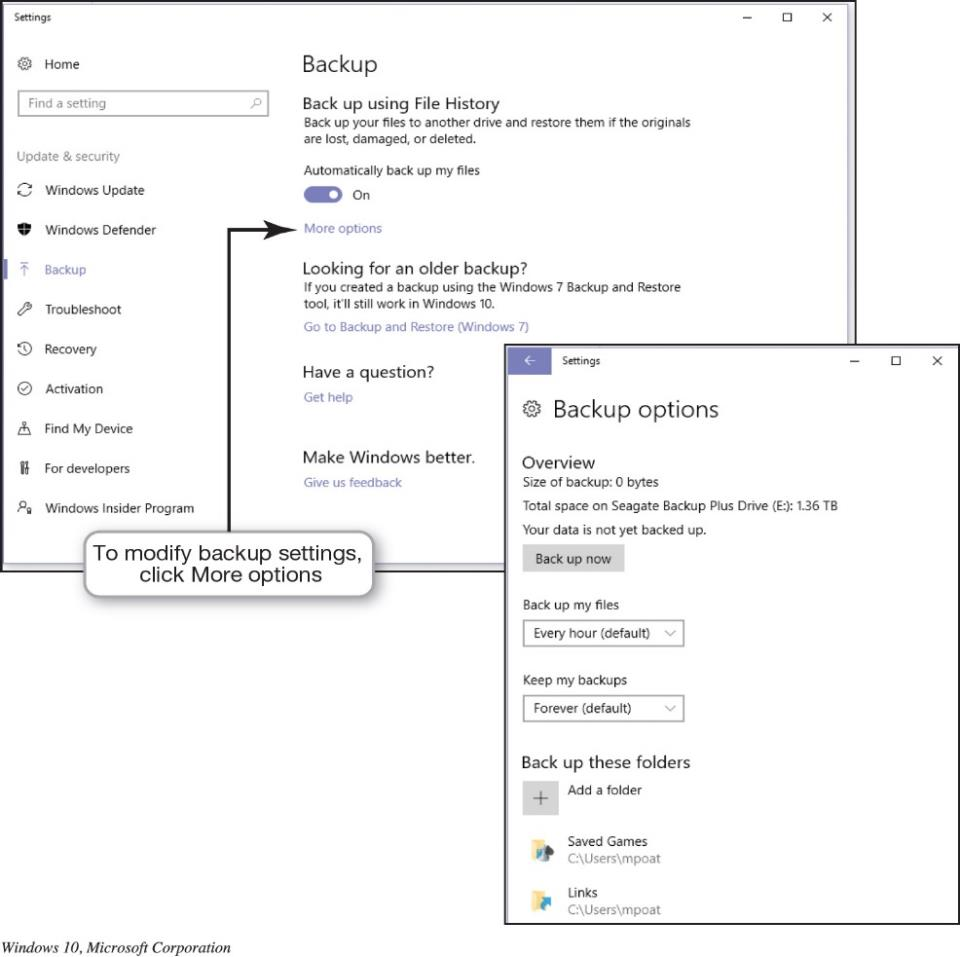 Settings
Home
Find a setting
Update & security
Windows Update
Windows Defender
Backup
Troubleshoot
Recovery
Activation
Find My Device
For developers
Windows Insider Program
Backup
Back up using File History
Back up your files to another drive and restore them if the originals
are lost, damaged, or deleted.
Automatically back up my files
On
More options
Looking for an older backup?
If you created a backup using the Windows 7 Backup and Restore
tool, it'll still work in Windows 10.
Go to Backup and Restore (Windows 7)
Have a question?
Get help
Make Windows better.
Give us feedback
To modify backup settings,
click More options
Settings
Backup options
Overview
Size of backup: 0 bytes
Total space on Seagate Backup Plus Drive (E:): 1.36 TB
Your data is not yet backed up.
Back up now
Back up my files
Every hour (default)
Keep my backups
Forever (default)
Back up these folders
Add a folder
Saved Games
C:\Users\mpoat
Links
C:\Users\mpoat
Windows 10, Microsoft Corporation